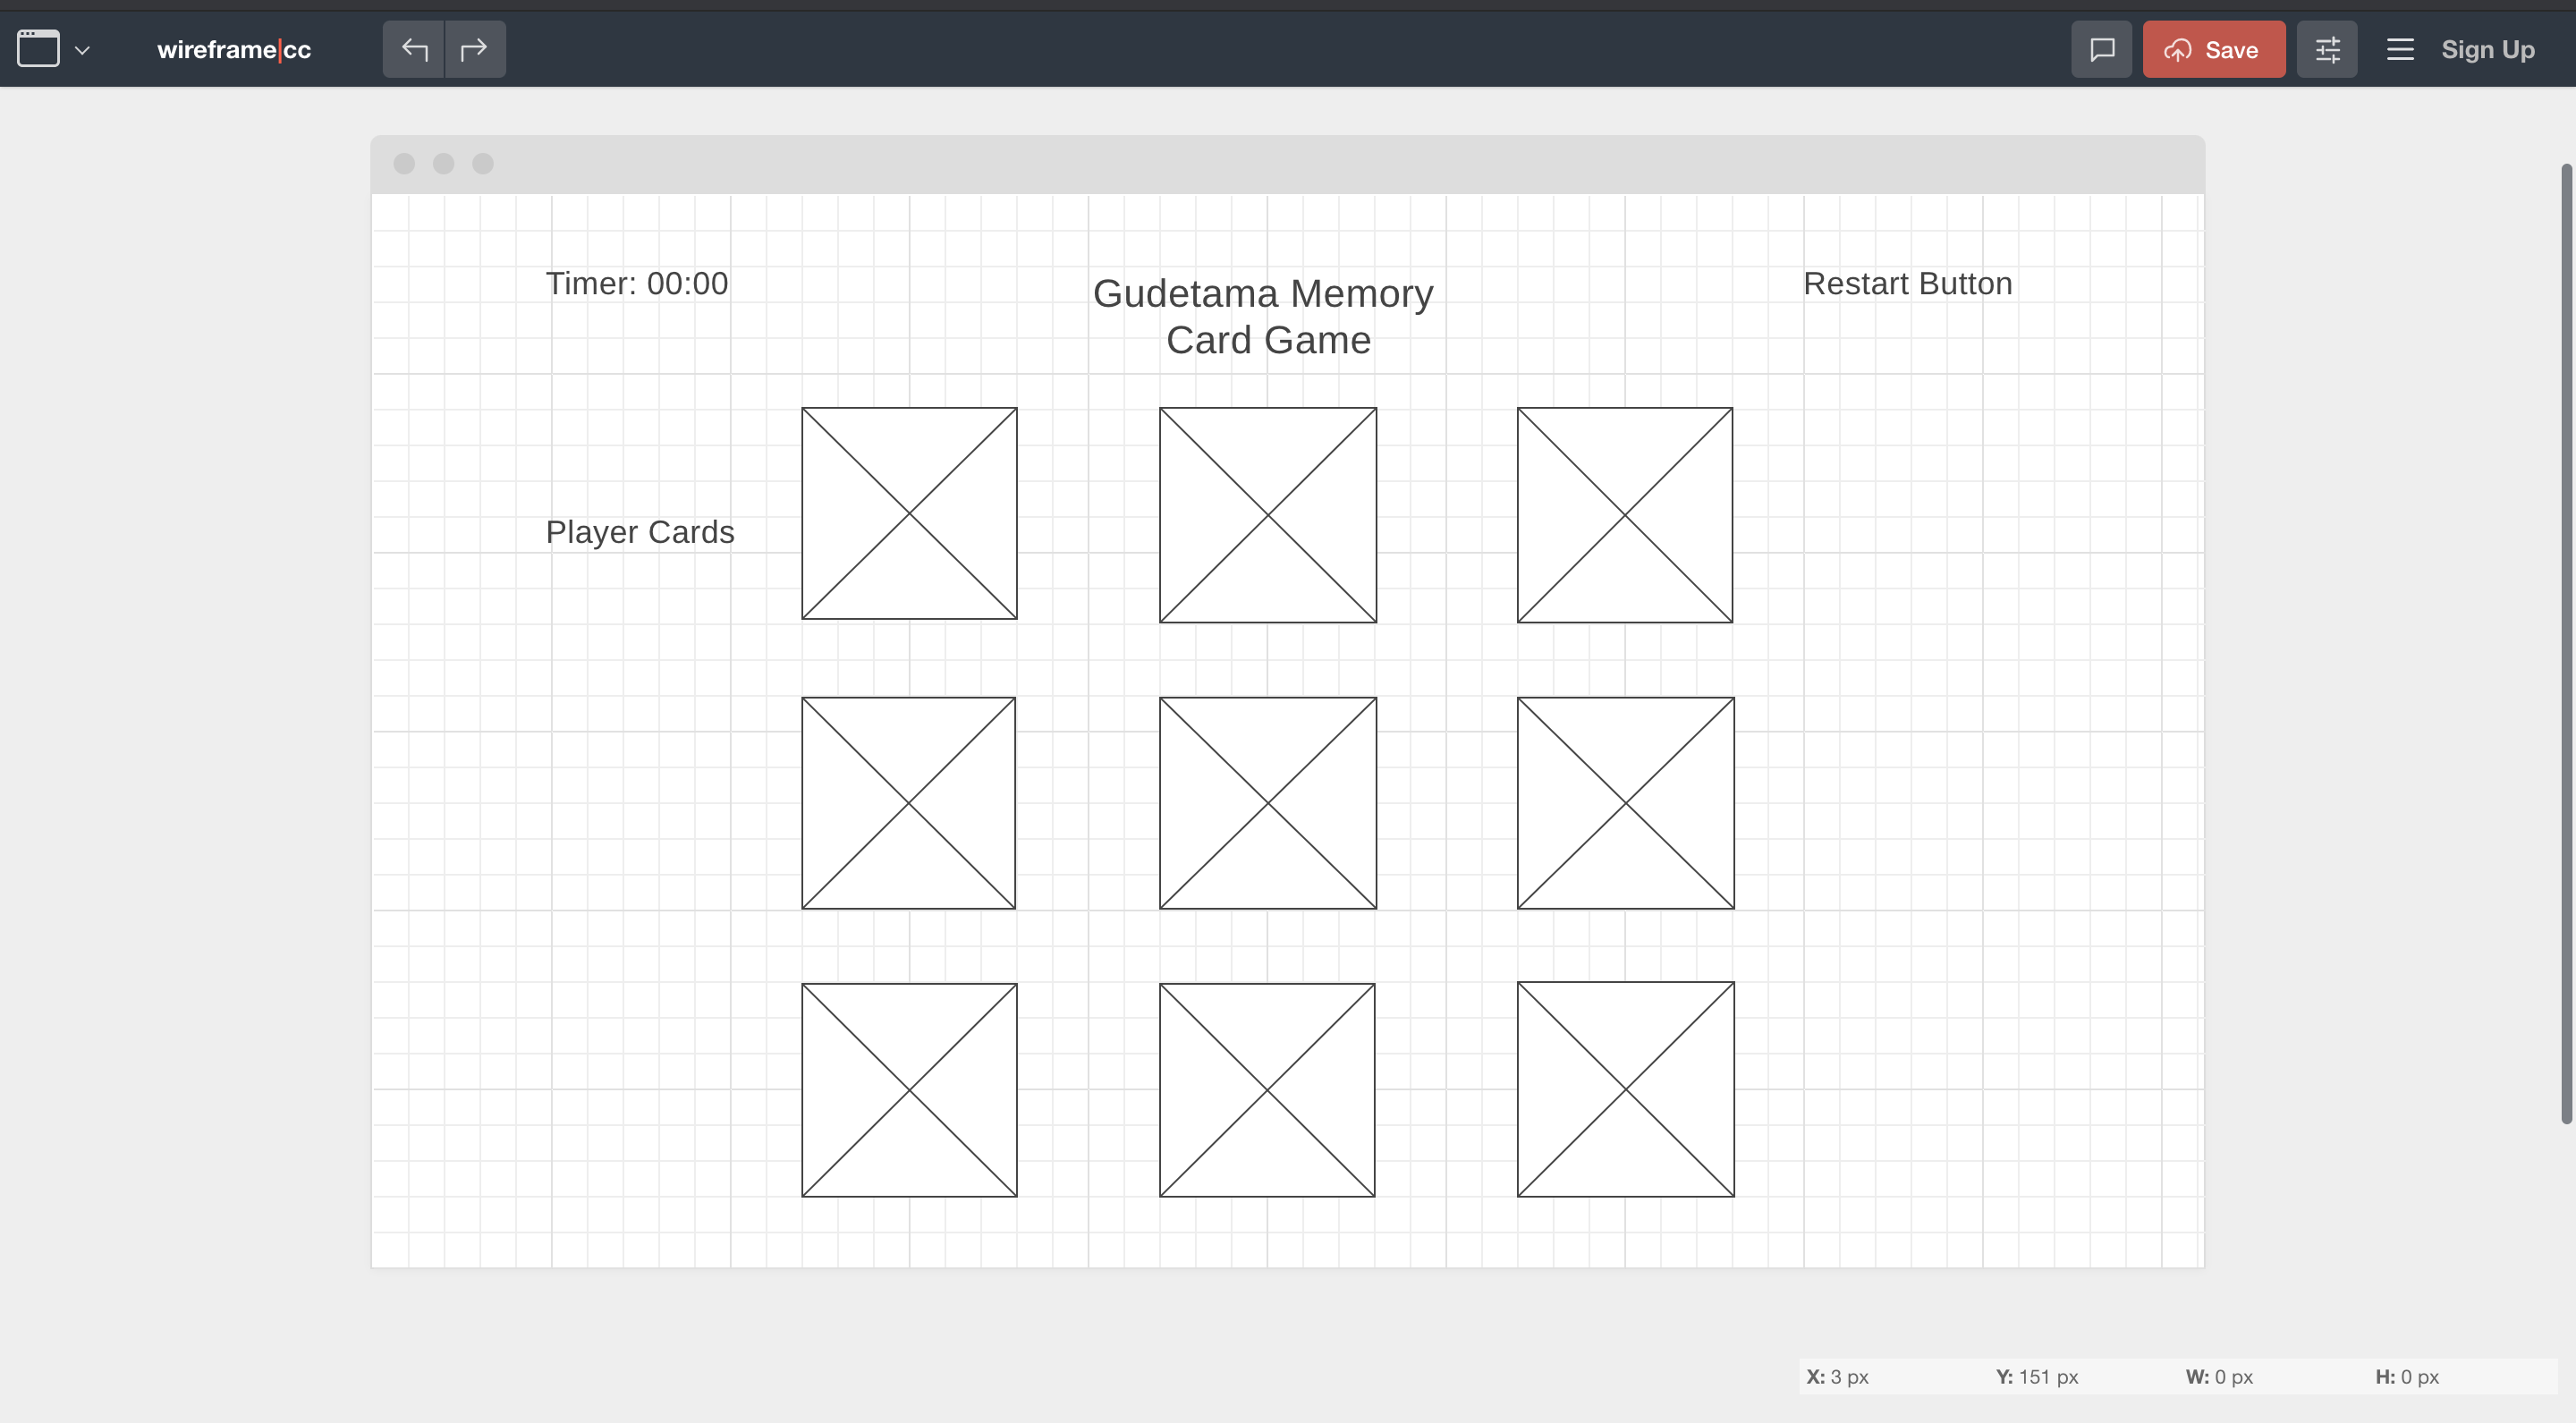 wireframe|cc
Save
Sign Up
Timer: 00:00
Gudetama Memory
Card Game
Restart Button
Player Cards
X: 3 px Y: 151 px W: 0 px H: 0 px